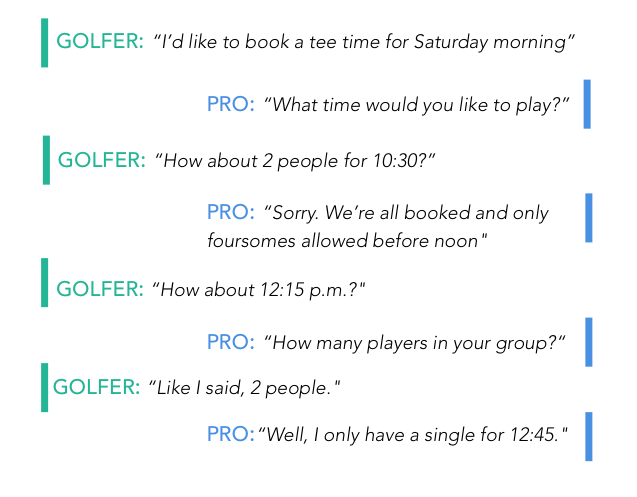 GOLFER: “I’d like to book a tee time for Saturday morning”
PRO: “What time would you like to play?”
GOLFER: “How about 2 people for 10:30?”
PRO: “Sorry. We’re all booked and only
foursomes allowed before noon"
GOLFER: “How about 12:15 p.m.?"
PRO: “How many players in your group?“
GOLFER: “Like I said, 2 people."
PRO:“Well, I only have a single for 12:45."